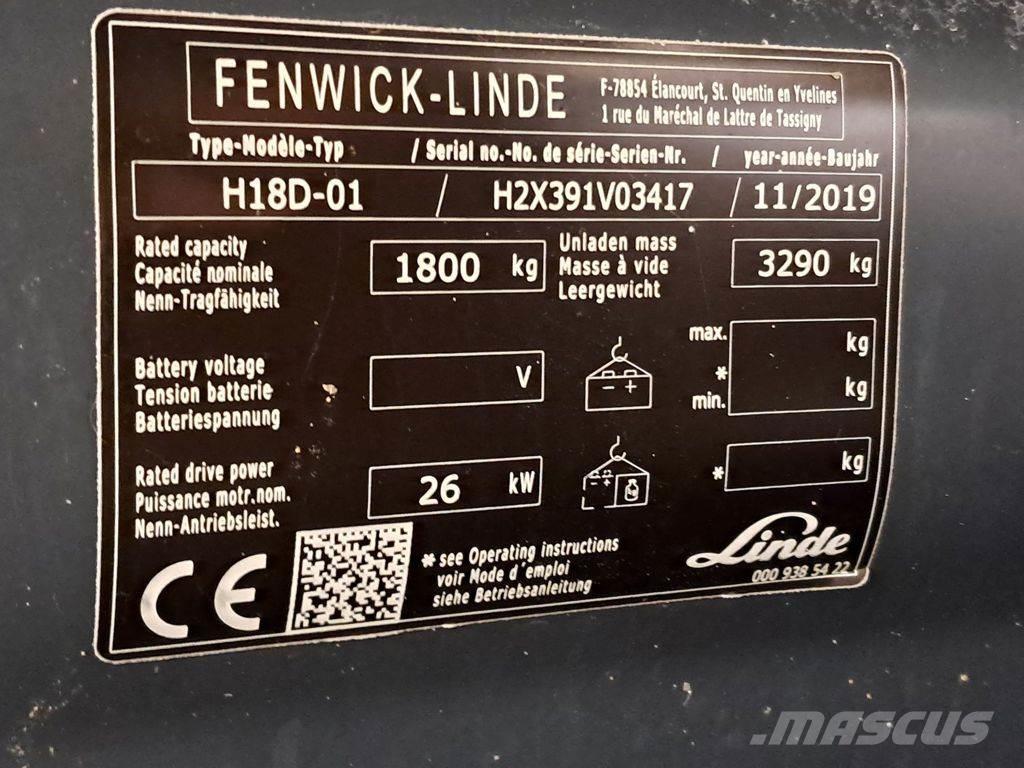 FENWICK-LINDE
F-78854 Élancourt, St. Quentin en Yvelines
1 rue du Maréchal de Lattre de Tassigny
Type-Modèle-Typ / Serial no.-No. de série-Serien-Nr. / year-année-Baujahr
H18D-01 / H2X391V03417 / 11/2019
Rated capacity
Capacité nominale
Nenn-Tragfähigkeit
1800 kg
Unladen mass
Masse à vide
Leergewicht
3290 kg
Battery voltage
Tension batterie
Batteriespannung
V
- +
max. kg
*
min. kg
Rated drive power
Puissance motr.nom.
Nenn-Antriebsleist.
26 kW
- +
kg
* kg
CE
* see Operating instructions
voir Mode d'emploi
siehe Betriebsanleitung
Linde
000 938 54 22
MASCUS